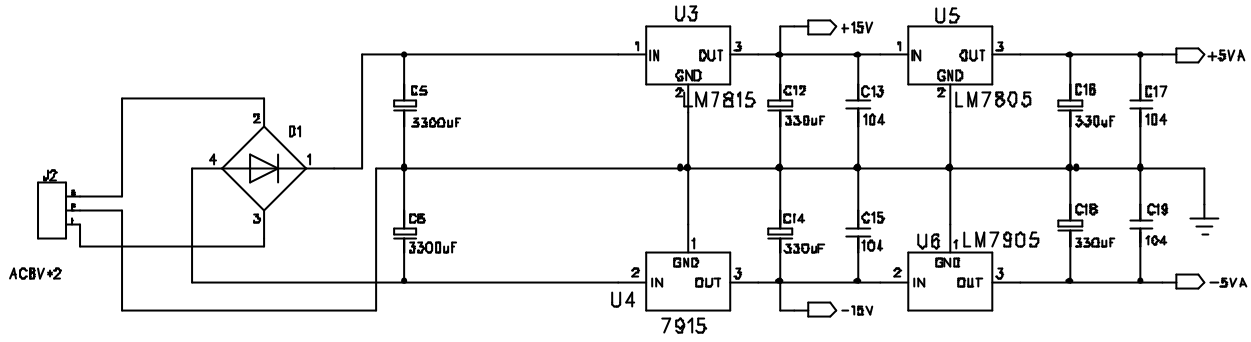 U3
U5
+15V
1 IN OUT 3
1 IN OUT 3
+5VA
GND
GND
2
2
LM7815
LM7805
C5
3300uF
C12
330uF
C13
104
C16
330uF
C17
104
2
D1
4
1
3
J2
3
2
1
C6
3300uF
C14
330uF
C15
104
C18
330uF
C19
104
U6
LM7905
1
1
GND
GND
2 IN OUT 3
2 IN OUT 3
-5VA
U4
7915
-15V